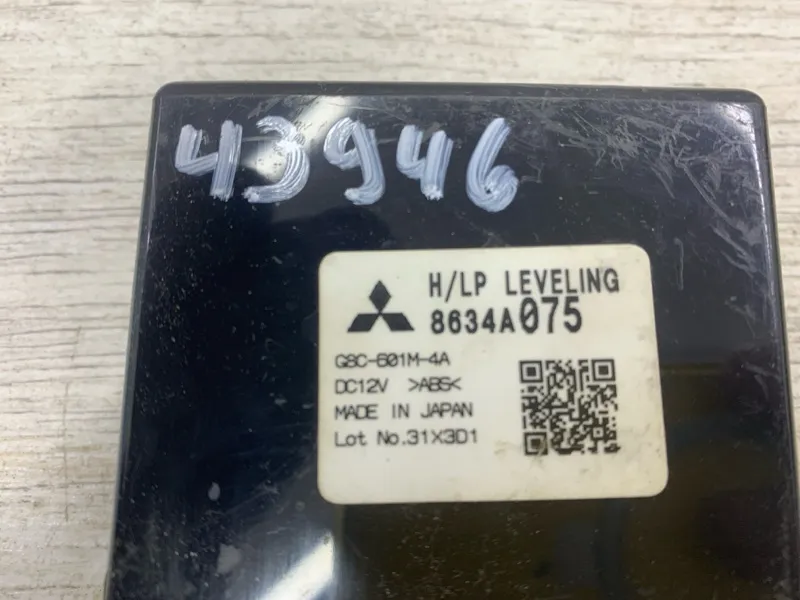 43946
H/LP LEVELING
8634A075
G8C-601M-4A
DC12V >ABS<
MADE IN JAPAN
Lot No.31X3D1